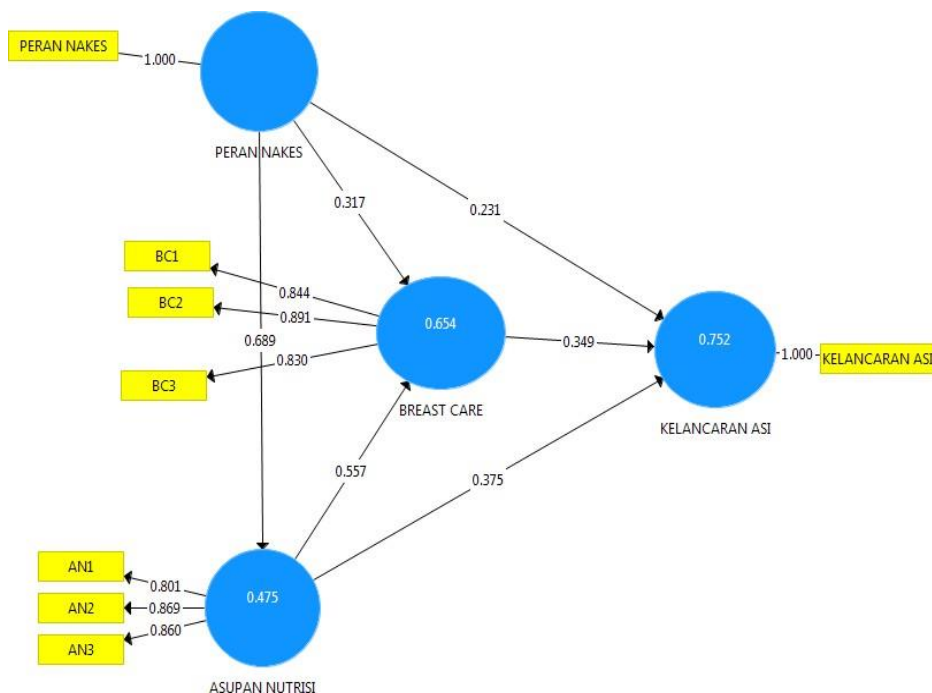 PERAN NAKES
1.000
PERAN NAKES
0.317
0.231
BC1
0.844
BC2
0.891
0.689
0.830
BC3
0.654
BREAST CARE
0.349
0.752
1.000
KELANCARAN ASI
KELANCARAN ASI
0.557
0.375
AN1
0.801
AN2
0.869
0.860
AN3
0.475
ASUPAN NUTRISI